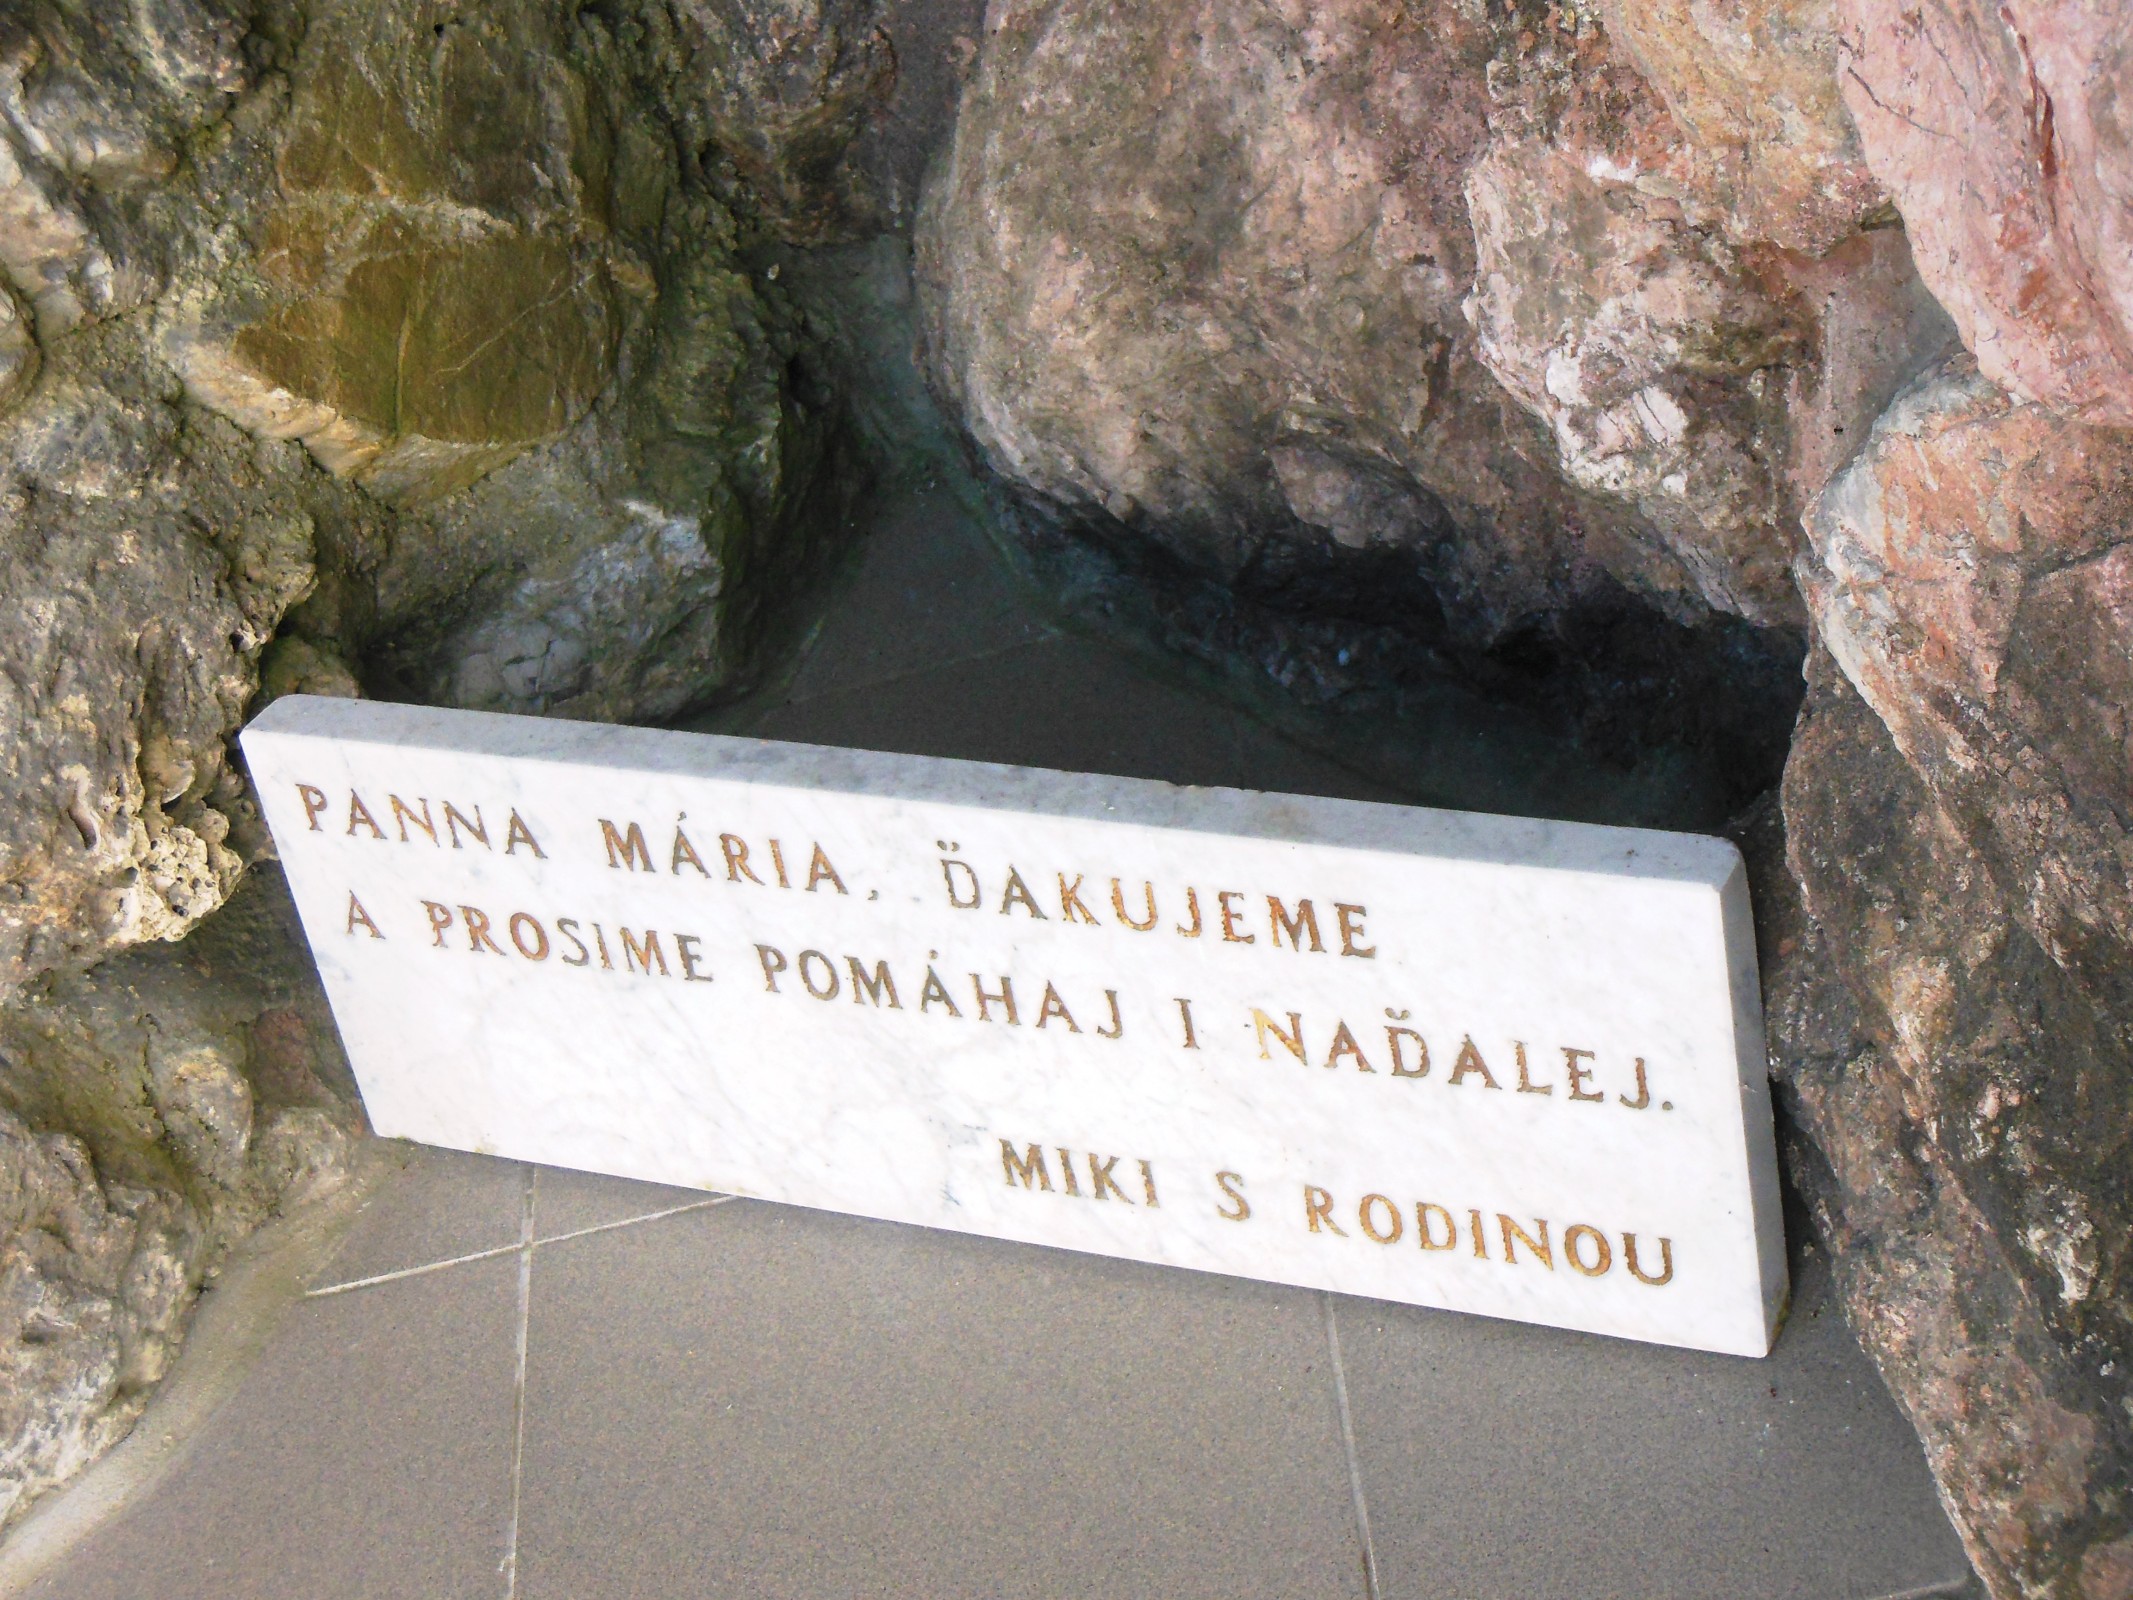 PANNA MÁRIA, ĎAKUJEME
A PROSIME POMÁHAJ I NAĎALEJ.
MIKI S RODINOU